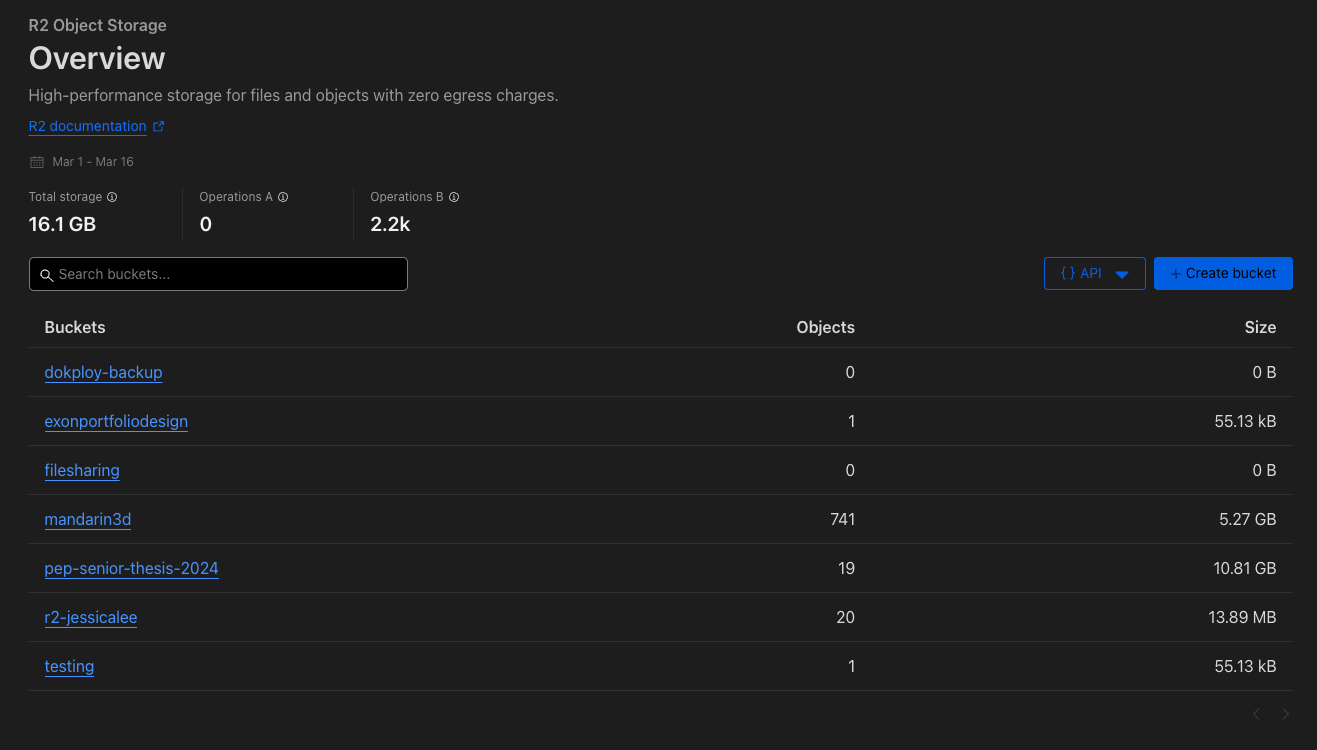 R2 Object Storage
Overview
High-performance storage for files and objects with zero egress charges.
R2 documentation
Mar 1 - Mar 16
Total storage Operations A Operations B
16.1 GB 0 2.2k
Search buckets... { } API + Create bucket
Buckets Objects Size
dokploy-backup 0 0 B
exonportfoliodesign 1 55.13 kB
filesharing 0 0 B
mandarin3d 741 5.27 GB
pep-senior-thesis-2024 19 10.81 GB
r2-jessicalee 20 13.89 MB
testing 1 55.13 kB